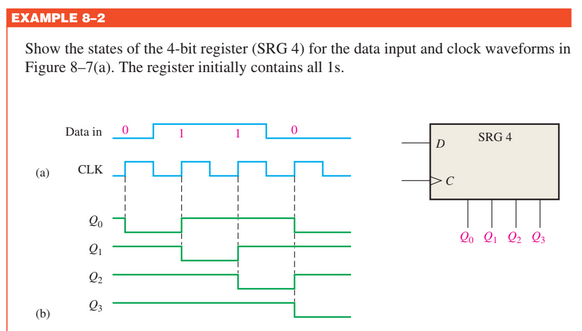 EXAMPLE 8–2
Show the states of the 4-bit register (SRG 4) for the data input and clock waveforms in
Figure 8–7(a). The register initially contains all 1s.
Data in 0 1 1 0
(a) CLK
Q0
Q1
Q2
Q3
(b)
SRG 4
D
C
Q0 Q1 Q2 Q3